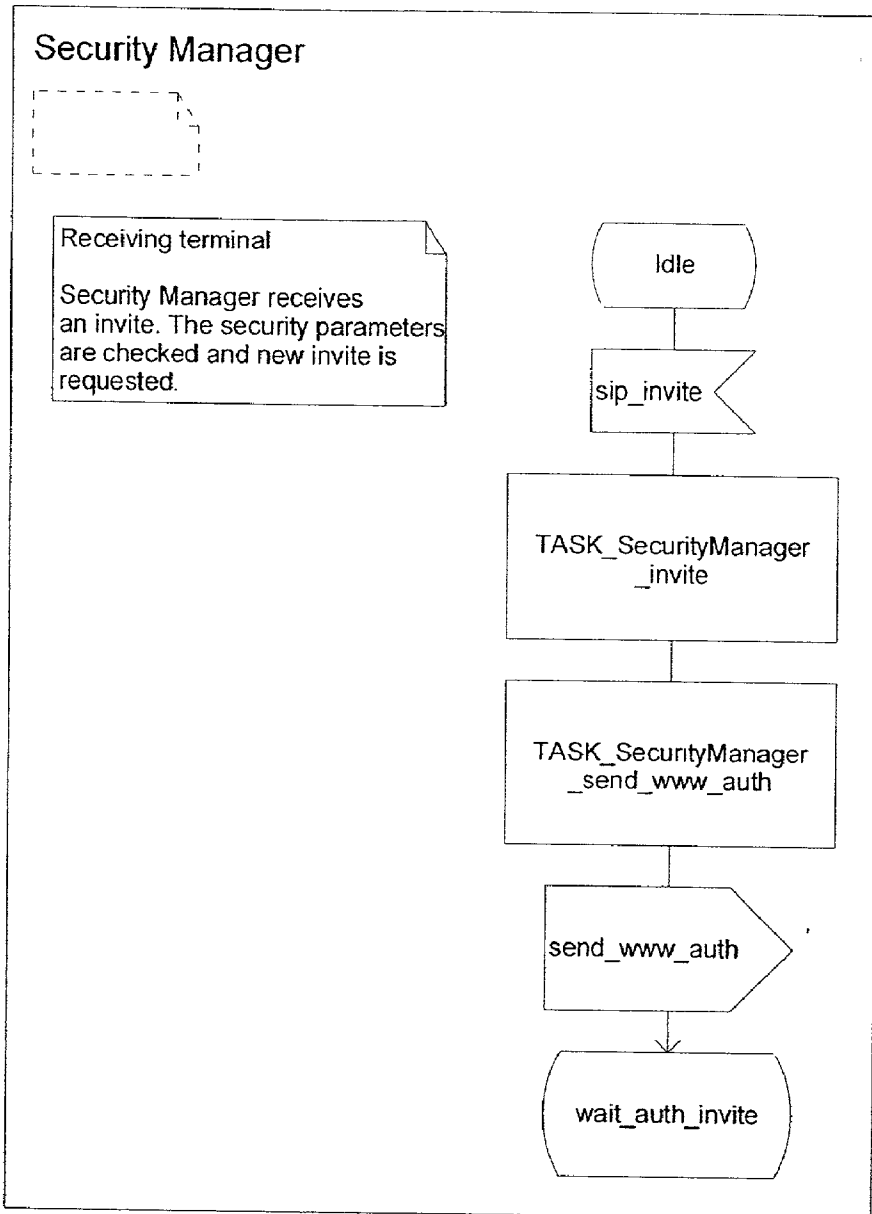 Security Manager
Receiving terminal
Security Manager receives
an invite. The security parameters
are checked and new invite is
requested.
Idle
sip_invite
TASK_SecurityManager
_invite
TASK_SecurityManager
_send_www_auth
send_www_auth
wait_auth_invite